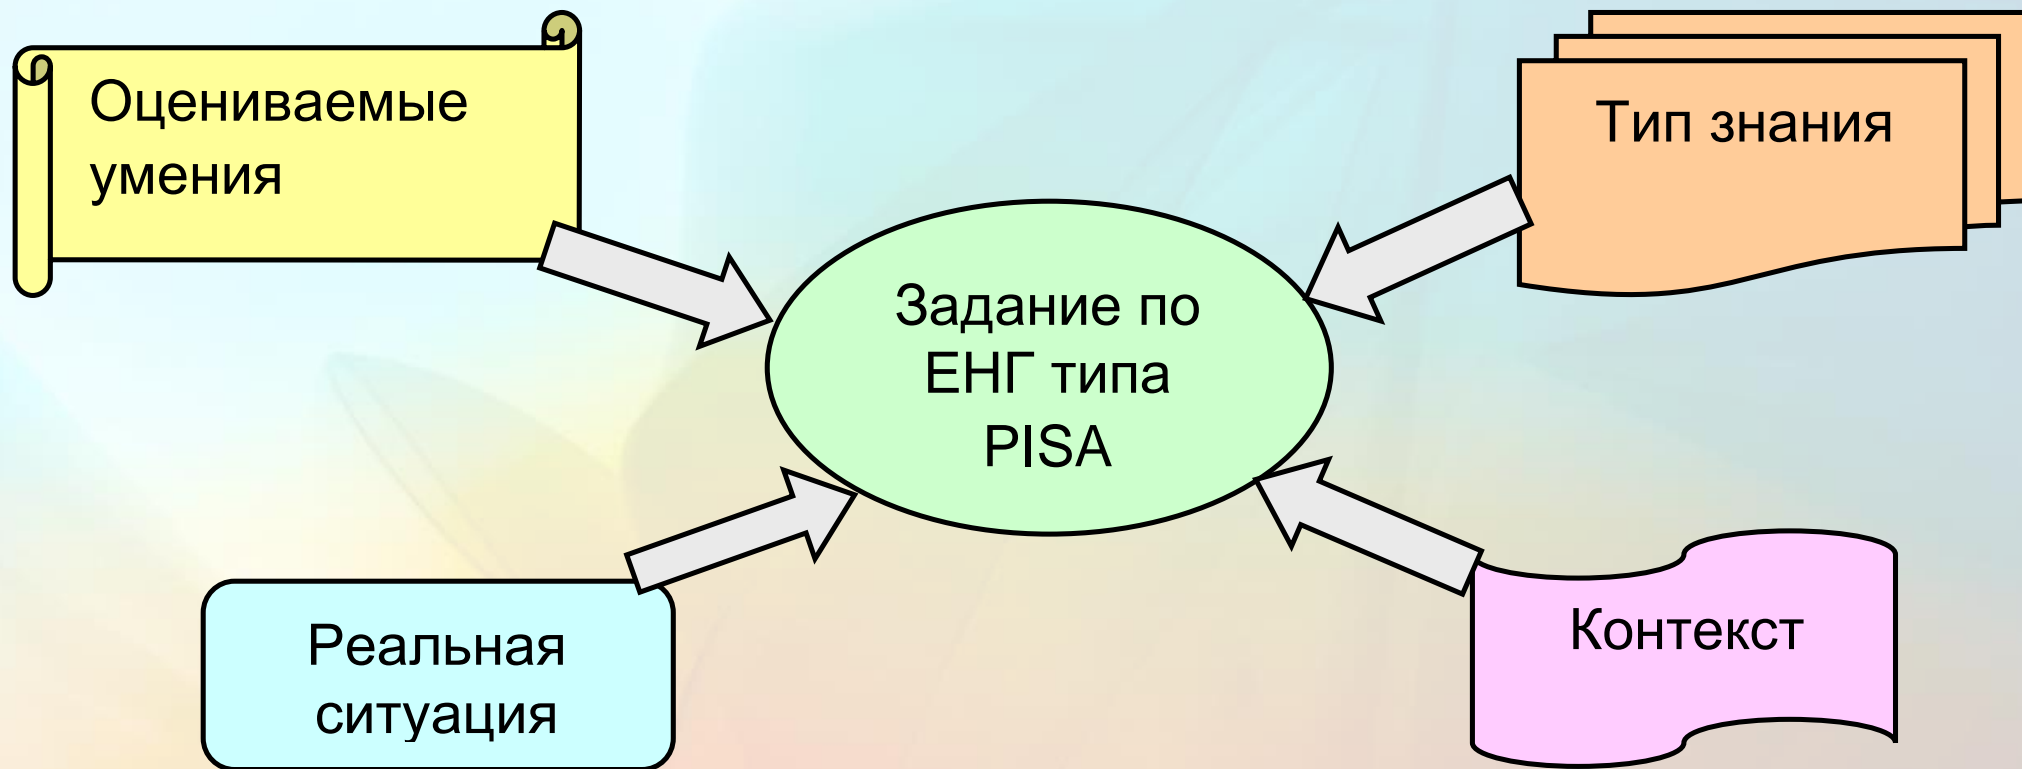 Оцениваемые
умения
Тип знания
Задание по
ЕНГ типа
PISA
Реальная
ситуация
Контекст